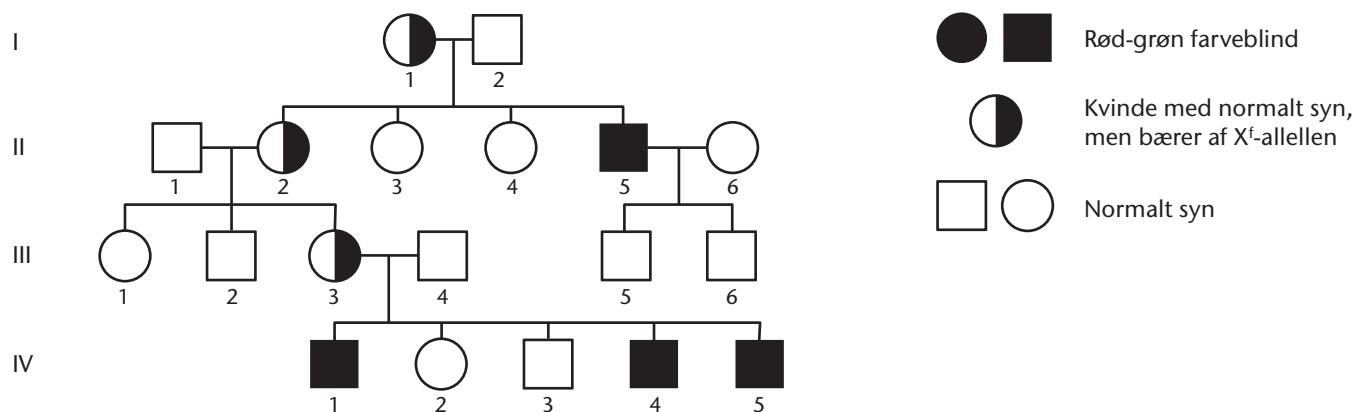 I
1 2
Rød-grøn farveblind
Kvinde med normalt syn,
men bærer af Xᶠ-allellen
II
1 2 3 4 5 6
Normalt syn
III
1 2 3 4 5 6
IV
1 2 3 4 5